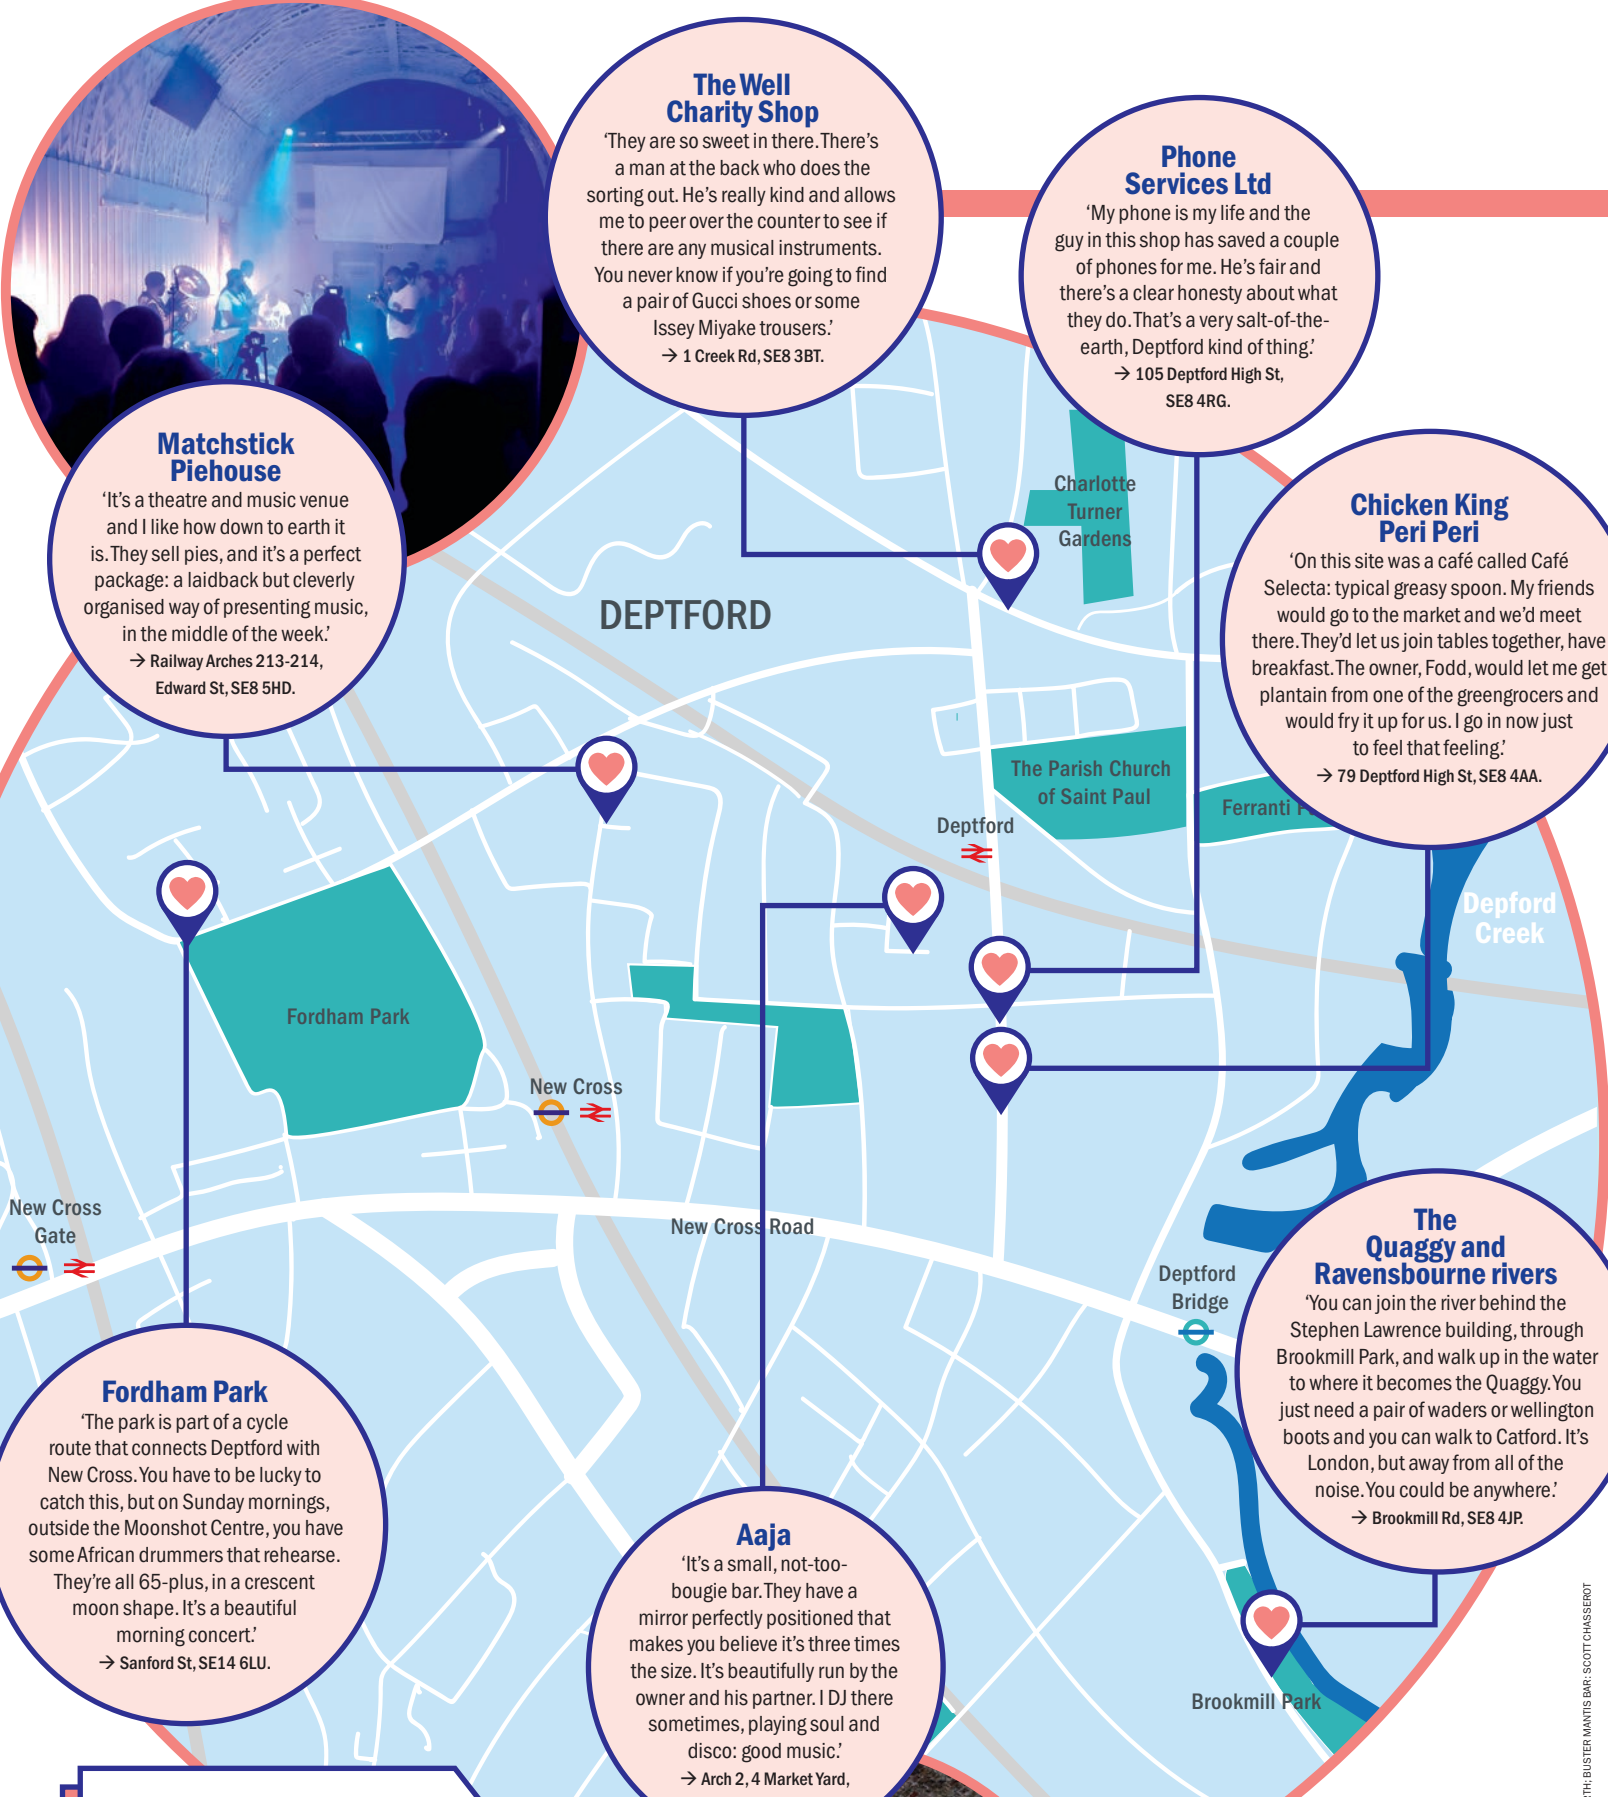 The Well
Charity Shop
‘They are so sweet in there. There’s
a man at the back who does the
sorting out. He’s really kind and allows
me to peer over the counter to see if
there are any musical instruments.
You never know if you’re going to find
a pair of Gucci shoes or some
Issey Miyake trousers.’
→ 1 Creek Rd, SE8 3BT.
Phone
Services Ltd
‘My phone is my life and the
guy in this shop has saved a couple
of phones for me. He’s fair and
there’s a clear honesty about what
they do. That’s a very salt-of-the-
earth, Deptford kind of thing.’
→ 105 Deptford High St,
SE8 4RG.
Matchstick
Piehouse
‘It’s a theatre and music venue
and I like how down to earth it
is. They sell pies, and it’s a perfect
package: a laidback but cleverly
organised way of presenting music,
in the middle of the week.’
→ Railway Arches 213-214,
Edward St, SE8 5HD.
Chicken King
Peri Peri
‘On this site was a café called Café
Selecta: typical greasy spoon. My friends
would go to the market and we’d meet
there. They’d let us join tables together, have
breakfast. The owner, Fodd, would let me get
plantain from one of the greengrocers and
would fry it up for us. I go in now just
to feel that feeling.’
→ 79 Deptford High St, SE8 4AA.
Charlotte
Turner
Gardens
DEPTFORD
The Parish Church
of Saint Paul
Ferranti
Deptford
Depford
Creek
Fordham Park
New Cross
New Cross
Gate
New Cross Road
Deptford
Bridge
The
Quaggy and
Ravensbourne rivers
‘You can join the river behind the
Stephen Lawrence building, through
Brookmill Park, and walk up in the water
to where it becomes the Quaggy. You
just need a pair of waders or wellington
boots and you can walk to Catford. It’s
London, but away from all of the
noise. You could be anywhere.’
→ Brookmill Rd, SE8 4JP.
Fordham Park
‘The park is part of a cycle
route that connects Deptford with
New Cross. You have to be lucky to
catch this, but on Sunday mornings,
outside the Moonshot Centre, you have
some African drummers that rehearse.
They’re all 65-plus, in a crescent
moon shape. It’s a beautiful
morning concert.’
→ Sanford St, SE14 6LU.
Aaja
‘It’s a small, not-too-
bougie bar. They have a
mirror perfectly positioned that
makes you believe it’s three times
the size. It’s beautifully run by the
owner and his partner. I DJ there
sometimes, playing soul and
disco: good music.’
→ Arch 2, 4 Market Yard,
Brookmill Park
BUSTER MANTIS BAR: SCOTT CHASSEROT